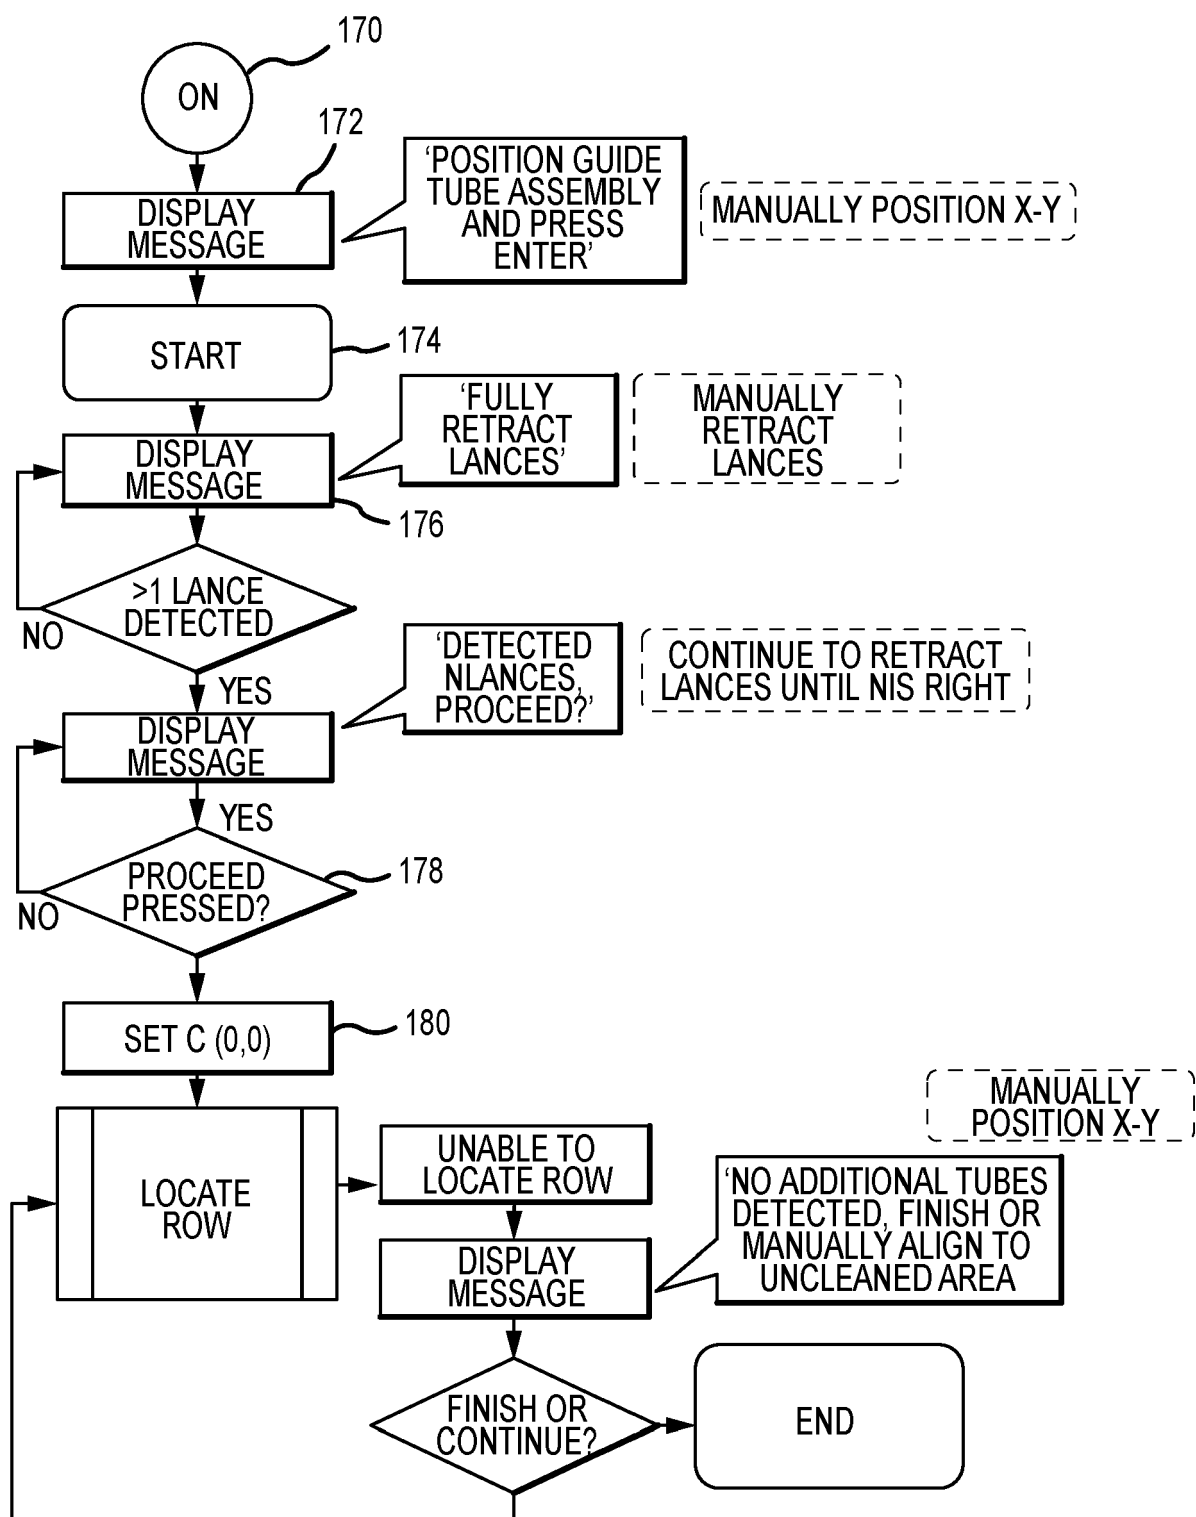 170
ON
172
DISPLAY
MESSAGE
‘POSITION GUIDE
TUBE ASSEMBLY
AND PRESS
ENTER’
MANUALLY POSITION X-Y
START
174
DISPLAY
MESSAGE
‘FULLY
RETRACT
LANCES’
MANUALLY
RETRACT
LANCES
176
>1 LANCE
DETECTED
NO
YES
DISPLAY
MESSAGE
‘DETECTED
NLANCES,
PROCEED?’
CONTINUE TO RETRACT
LANCES UNTIL NIS RIGHT
YES
PROCEED
PRESSED?
178
NO
SET C (0,0)
180
LOCATE
ROW
UNABLE TO
LOCATE ROW
MANUALLY
POSITION X-Y
DISPLAY
MESSAGE
‘NO ADDITIONAL TUBES
DETECTED, FINISH OR
MANUALLY ALIGN TO
UNCLEANED AREA
FINISH OR
CONTINUE?
END